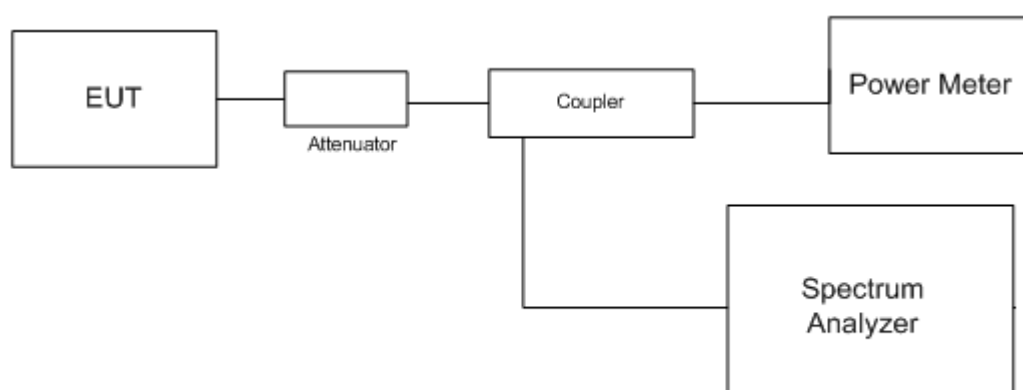 EUT
Attenuator
Coupler
Power Meter
Spectrum
Analyzer